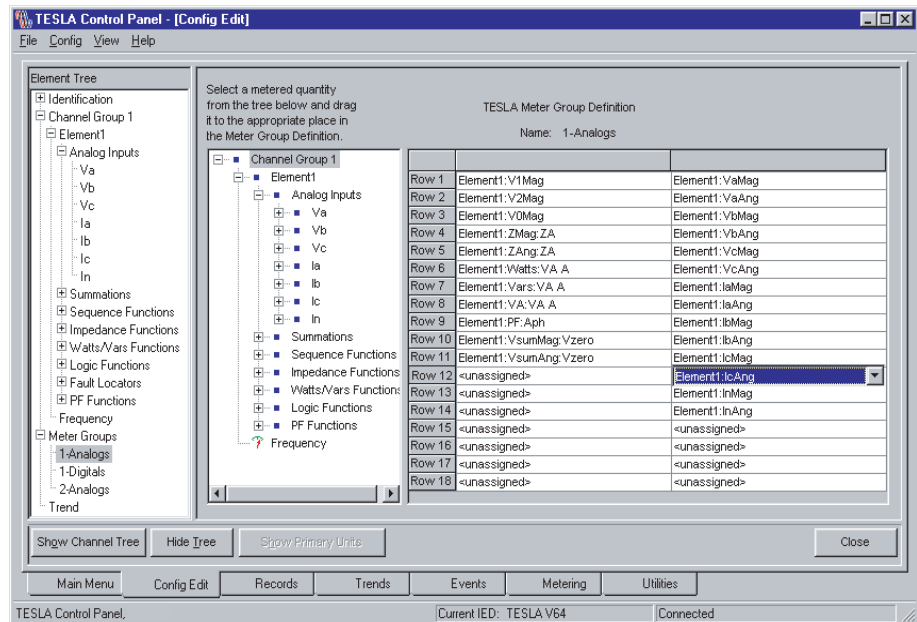 TESLA Control Panel - [Config Edit]
File Config View Help
Element Tree
Identification
Channel Group 1
Element1
Analog Inputs
Va
Vb
Vc
Ia
Ib
Ic
In
Summations
Sequence Functions
Impedance Functions
Watts/Vars Functions
Logic Functions
Fault Locators
PF Functions
Frequency
Meter Groups
1-Analogs
1-Digitals
2-Analogs
Trend
Select a metered quantity
from the tree below and drag
it to the appropriate place in
the Meter Group Definition.
Channel Group 1
Element1
Analog Inputs
Va
Vb
Vc
Ia
Ib
Ic
In
Summations
Sequence Functions
Impedance Functions
Watts/Vars Functions
Logic Functions
PF Functions
Frequency
TESLA Meter Group Definition
Name: 1-Analogs
Row 1 Element1:V1Mag Element1:VaMag
Row 2 Element1:V2Mag Element1:VaAng
Row 3 Element1:V0Mag Element1:VbMag
Row 4 Element1:ZMag:ZA Element1:VbAng
Row 5 Element1:ZAng:ZA Element1:VcMag
Row 6 Element1:Watts:VA A Element1:VcAng
Row 7 Element1:Vars:VA A Element1:IaMag
Row 8 Element1:VA:VA A Element1:IaAng
Row 9 Element1:PF:Aph Element1:IbMag
Row 10 Element1:VsumMag:Vzero Element1:IbAng
Row 11 Element1:VsumAng:Vzero Element1:IcMag
Row 12 <unassigned> Element1:IcAng
Row 13 <unassigned> Element1:InMag
Row 14 <unassigned> Element1:InAng
Row 15 <unassigned> <unassigned>
Row 16 <unassigned> <unassigned>
Row 17 <unassigned> <unassigned>
Row 18 <unassigned> <unassigned>
Show Channel Tree Hide Tree Show Primary Units Close
Main Menu Config Edit Records Trends Events Metering Utilities
TESLA Control Panel, Current IED: TESLA V64 Connected